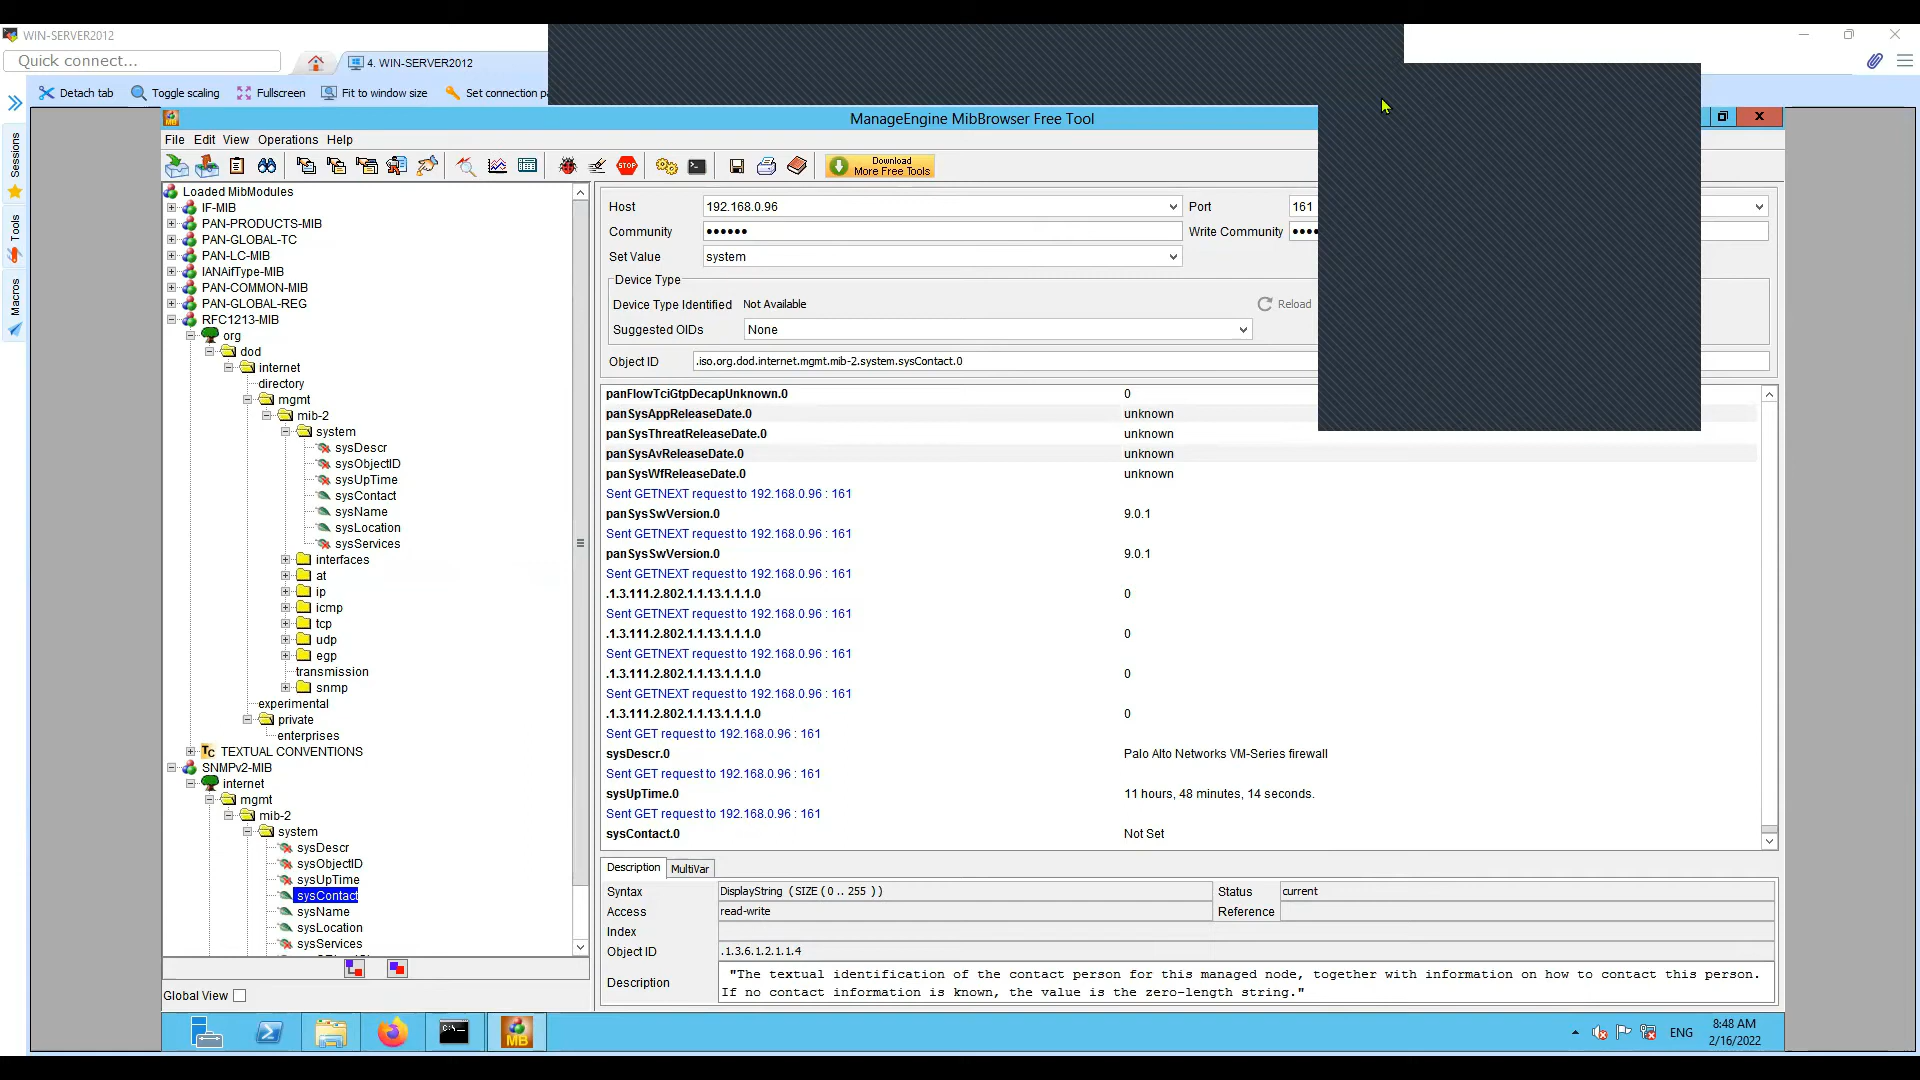 WIN-SERVER2012
Quick connect...
4. WIN-SERVER2012
Detach tab
Toggle scaling
Fullscreen
Fit to window size
Set connection pa
Sessions
Tools
Macros
ManageEngine MibBrowser Free Tool
File Edit View Operations Help
STOP
Download
More Free Tools
Loaded MibModules
IF-MIB
PAN-PRODUCTS-MIB
PAN-GLOBAL-TC
PAN-LC-MIB
IANAifType-MIB
PAN-COMMON-MIB
PAN-GLOBAL-REG
RFC1213-MIB
org
dod
internet
directory
mgmt
mib-2
system
sysDescr
sysObjectID
sysUpTime
sysContact
sysName
sysLocation
sysServices
interfaces
at
ip
icmp
tcp
udp
egp
transmission
snmp
experimental
private
enterprises
Tc TEXTUAL CONVENTIONS
SNMPv2-MIB
internet
mgmt
mib-2
system
sysDescr
sysObjectID
sysUpTime
sysContact
sysName
sysLocation
sysServices
Global View
Host 192.168.0.96 Port 161
Community •••••• Write Community ••••
Set Value system
Device Type
Device Type Identified Not Available Reload
Suggested OIDs None
Object ID .iso.org.dod.internet.mgmt.mib-2.system.sysContact.0
panFlowTciGtpDecapUnknown.0 0
panSysAppReleaseDate.0 unknown
panSysThreatReleaseDate.0 unknown
panSysAvReleaseDate.0 unknown
panSysWfReleaseDate.0 unknown
Sent GETNEXT request to 192.168.0.96 : 161
panSysSwVersion.0 9.0.1
Sent GETNEXT request to 192.168.0.96 : 161
panSysSwVersion.0 9.0.1
Sent GETNEXT request to 192.168.0.96 : 161
.1.3.111.2.802.1.1.13.1.1.1.0 0
Sent GETNEXT request to 192.168.0.96 : 161
.1.3.111.2.802.1.1.13.1.1.1.0 0
Sent GETNEXT request to 192.168.0.96 : 161
.1.3.111.2.802.1.1.13.1.1.1.0 0
Sent GETNEXT request to 192.168.0.96 : 161
.1.3.111.2.802.1.1.13.1.1.1.0 0
Sent GET request to 192.168.0.96 : 161
sysDescr.0 Palo Alto Networks VM-Series firewall
Sent GET request to 192.168.0.96 : 161
sysUpTime.0 11 hours, 48 minutes, 14 seconds.
Sent GET request to 192.168.0.96 : 161
sysContact.0 Not Set
Description MultiVar
Syntax DisplayString ( SIZE ( 0 .. 255 ) ) Status current
Access read-write Reference
Index
Object ID .1.3.6.1.2.1.1.4
Description "The textual identification of the contact person for this managed node, together with information on how to contact this person.
If no contact information is known, the value is the zero-length string."
MB
ENG
8:48 AM
2/16/2022